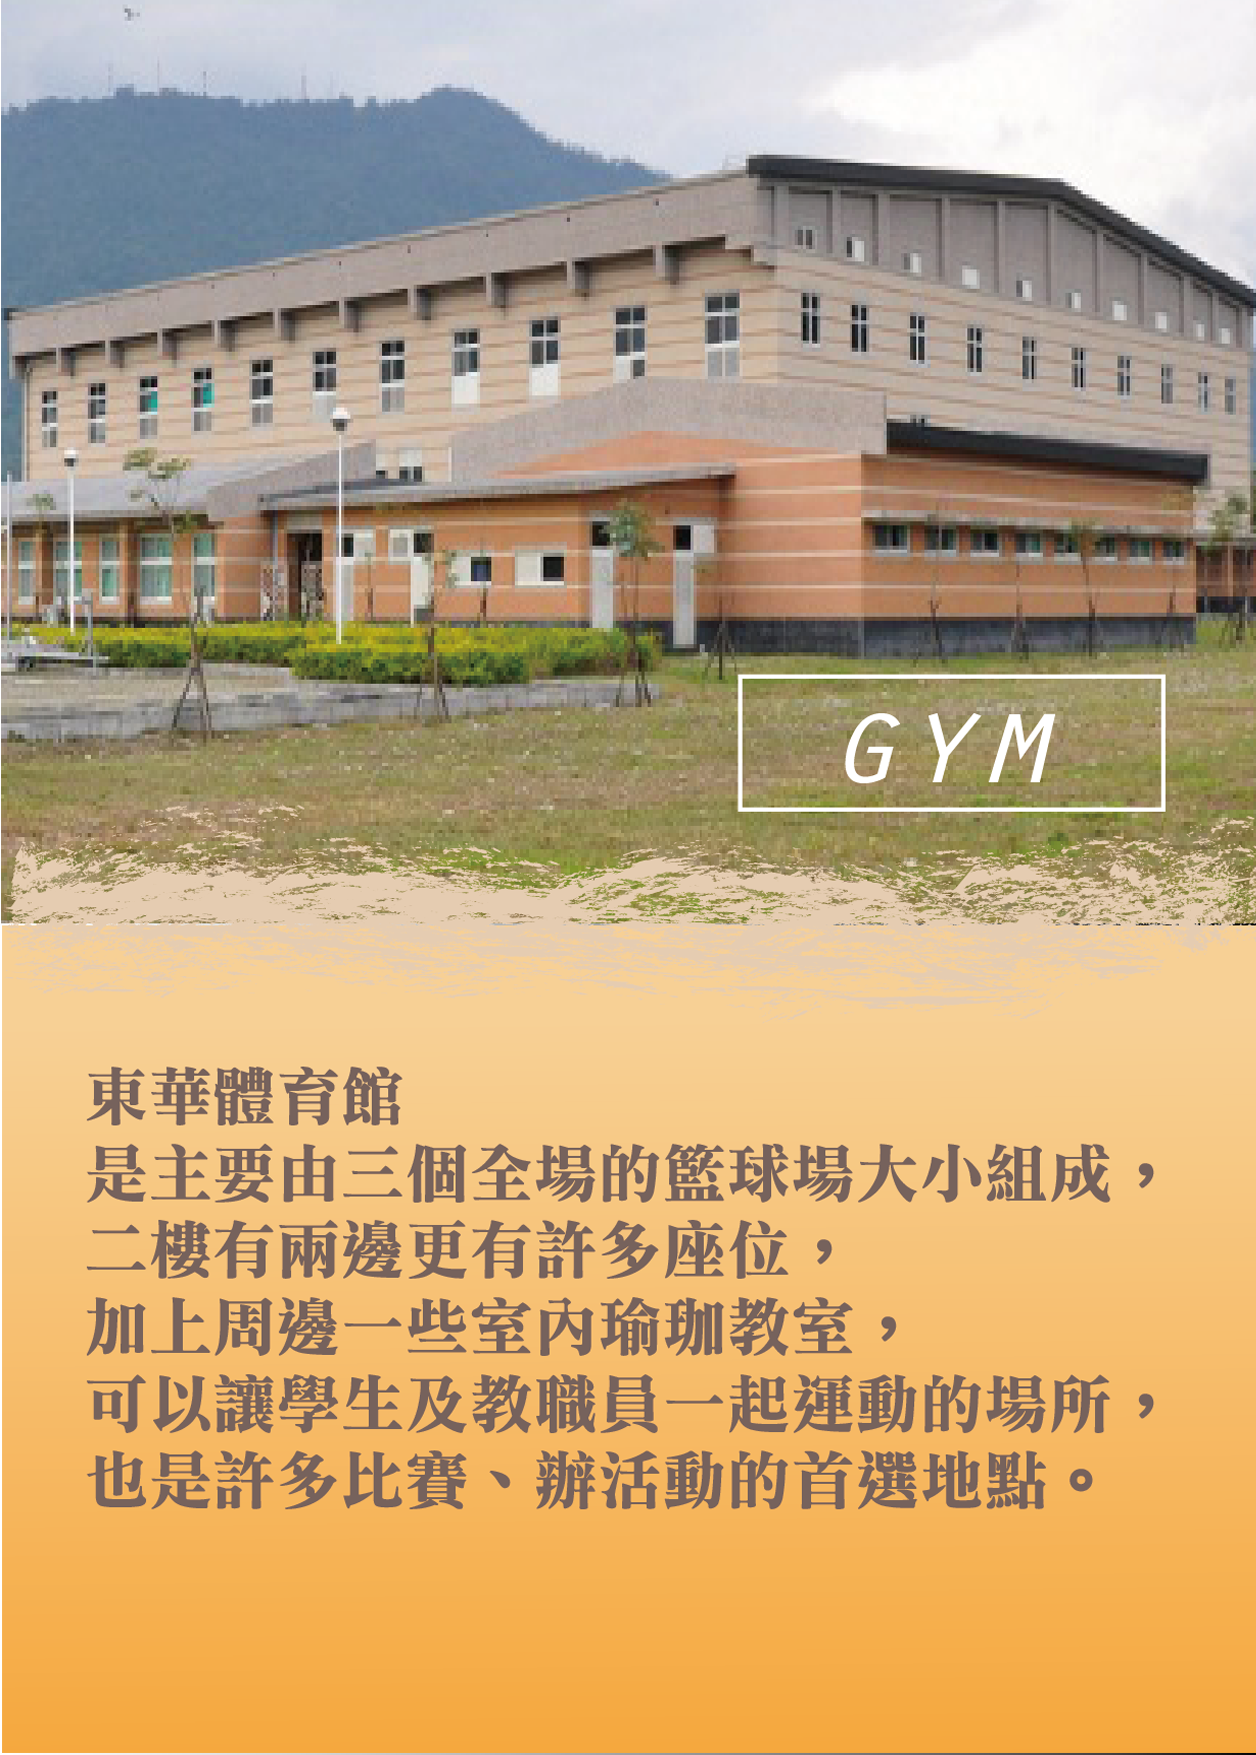 GYM
東華體育館
是主要由三個全場的籃球場大小組成，
二樓有兩邊更有許多座位，
加上周邊一些室內瑜珈教室，
可以讓學生及教職員一起運動的場所，
也是許多比賽、辦活動的首選地點。